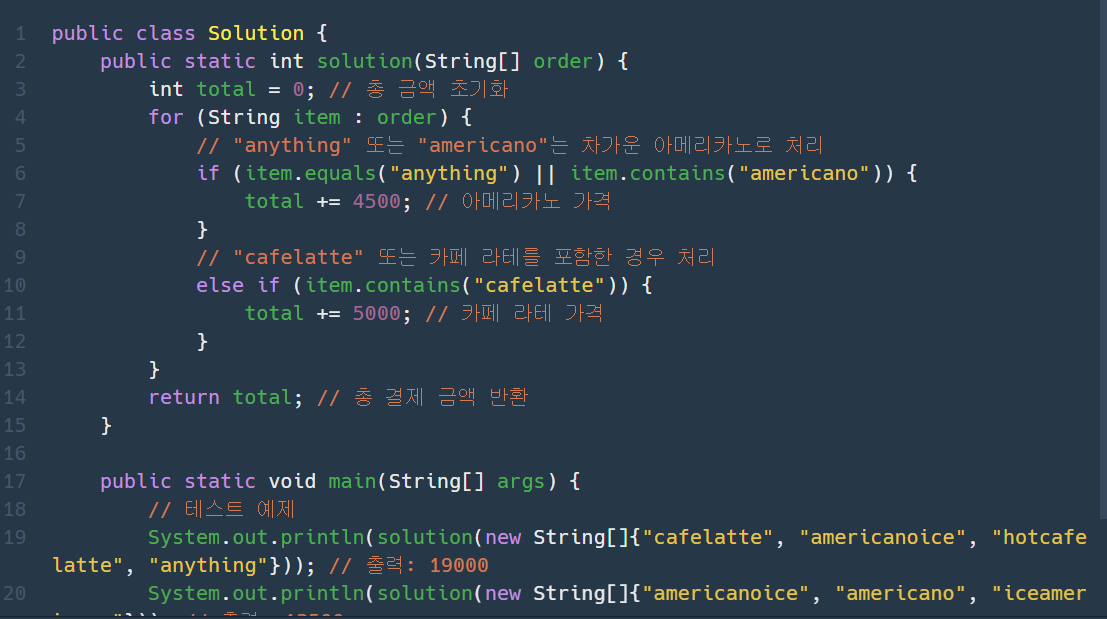 1 public class Solution {
2 public static int solution(String[] order) {
3 int total = 0; // 총 금액 초기화
4 for (String item : order) {
5 // "anything" 또는 "americano"는 차가운 아메리카노로 처리
6 if (item.equals("anything") || item.contains("americano")) {
7 total += 4500; // 아메리카노 가격
8 }
9 // "cafelatte" 또는 카페 라테를 포함한 경우 처리
10 else if (item.contains("cafelatte")) {
11 total += 5000; // 카페 라테 가격
12 }
13 }
14 return total; // 총 결제 금액 반환
15 }
16
17 public static void main(String[] args) {
18 // 테스트 예제
19 System.out.println(solution(new String[]{"cafelatte", "americanoice", "hotcafe
latte", "anything"})); // 출력: 19000
20 System.out.println(solution(new String[]{"americanoice", "americano", "iceamer